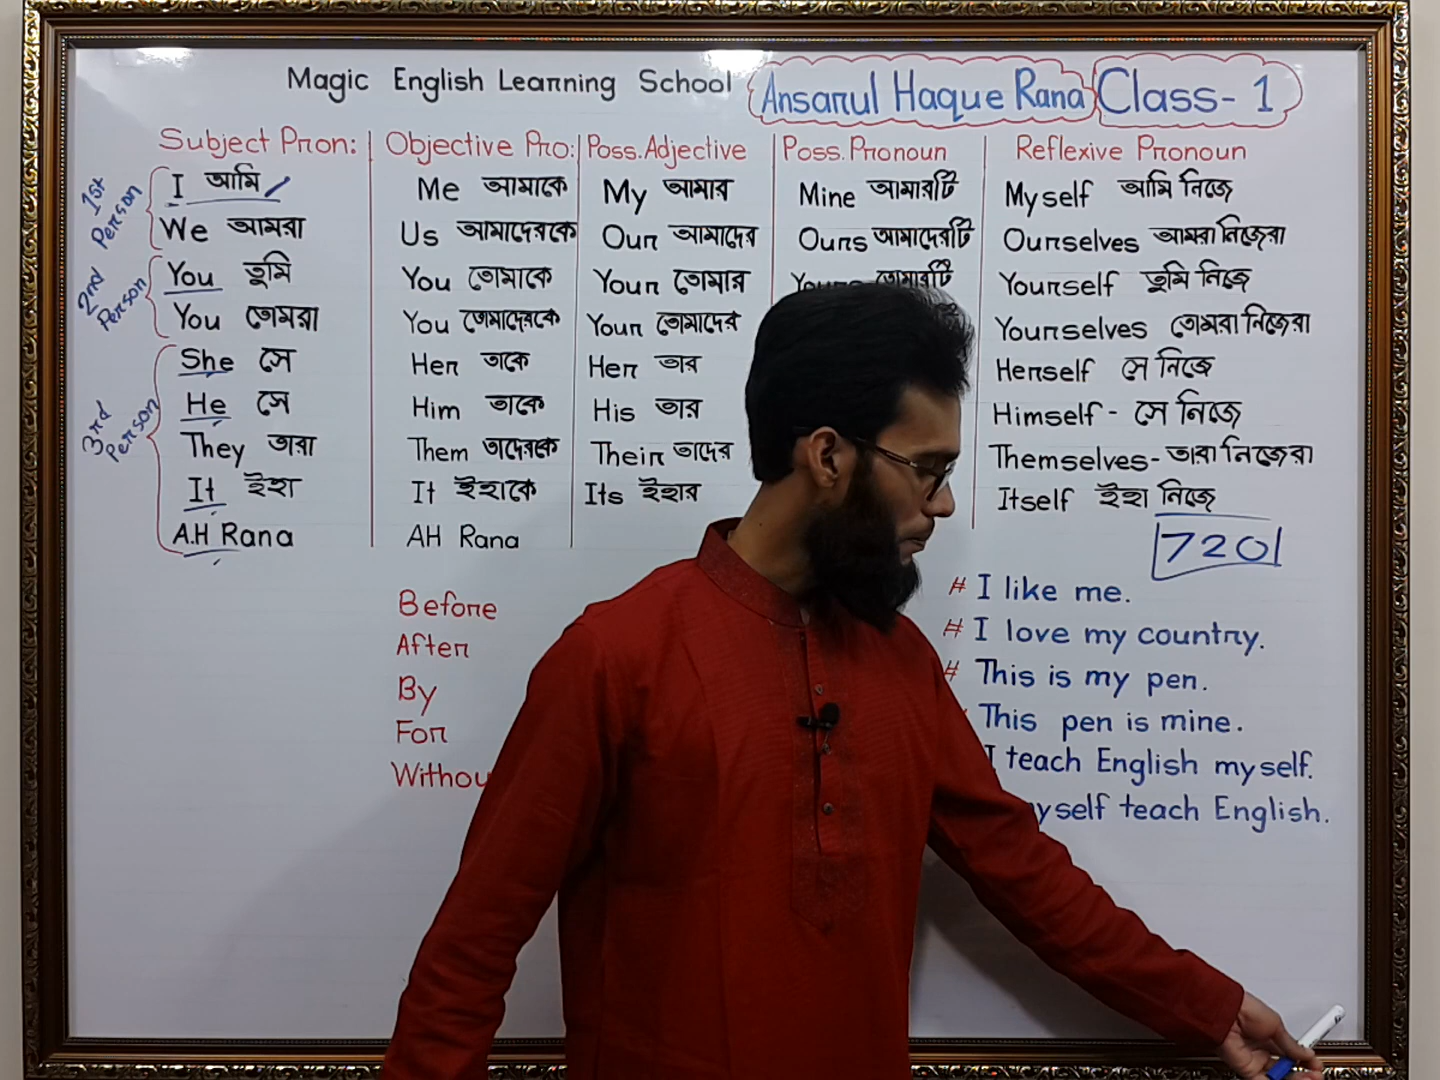 Magic English Learning School Ansarul Haque Rana Class- 1
Subject Pron: Objective Pro: Poss. Adjective Poss. Pronoun Reflexive Pronoun
1st Person
I আমি Me আমাকে My আমার Mine আমারটি Myself আমি নিজে
We আমরা Us আমাদেরকে Our আমাদের Ours আমাদেরটি Ourselves আমরা নিজেরা
2nd Person
You তুমি You তোমাকে Your তোমার তোমারটি Yourself তুমি নিজে
You তোমরা You তোমাদেরকে Your তোমাদের Yourselves তোমরা নিজেরা
3rd Person
She সে Her তাকে Her তার Herself সে নিজে
He সে Him তাকে His তার Himself - সে নিজে
They তারা Them তাদেরকে Their তাদের Themselves - তারা নিজেরা
It ইহা It ইহাকে Its ইহার Itself ইহা নিজে
A.H Rana AH Rana
720
Before
After
By
For
# I like me.
# I love my country.
# This is my pen.
This pen is mine.
I teach English myself.
teach English.